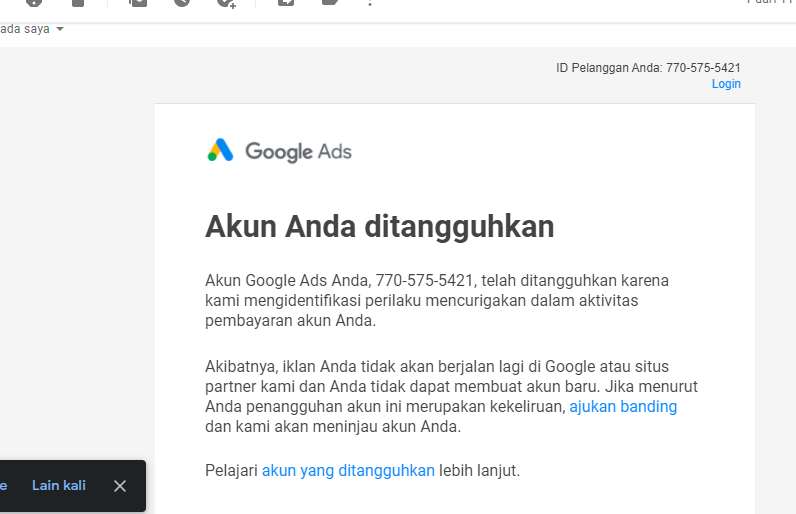 ada saya
ID Pelanggan Anda: 770-575-5421
Login
Google Ads
Akun Anda ditangguhkan
Akun Google Ads Anda, 770-575-5421, telah ditangguhkan karena
kami mengidentifikasi perilaku mencurigakan dalam aktivitas
pembayaran akun Anda.
Akibatnya, iklan Anda tidak akan berjalan lagi di Google atau situs
partner kami dan Anda tidak dapat membuat akun baru. Jika menurut
Anda penangguhan akun ini merupakan kekeliruan, ajukan banding
dan kami akan meninjau akun Anda.
Pelajari akun yang ditangguhkan lebih lanjut.
e Lain kali